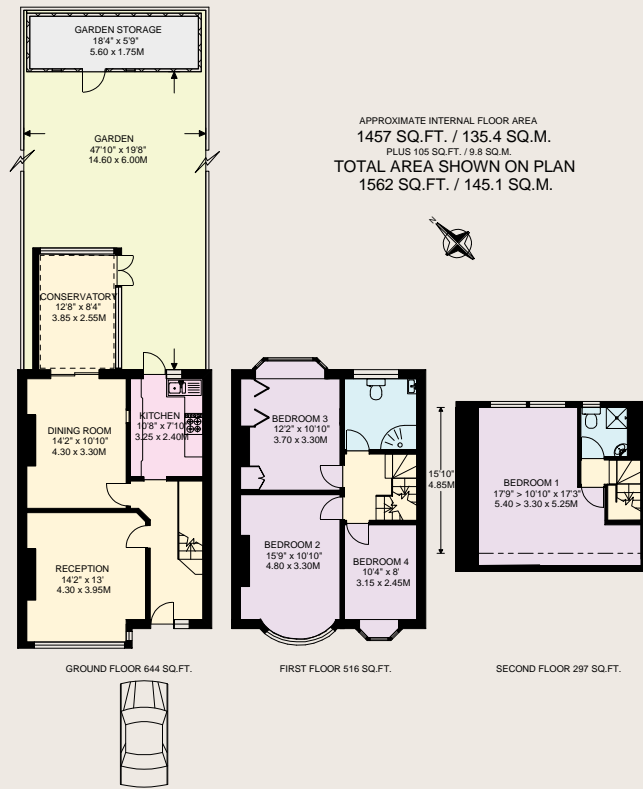 GARDEN STORAGE
18'4" x 5'9"
5.60 x 1.75M
GARDEN
47'10" x 19'8"
14.60 x 6.00M
APPROXIMATE INTERNAL FLOOR AREA
1457 SQ.FT. / 135.4 SQ.M.
PLUS 105 SQ.FT. / 9.8 SQ.M.
TOTAL AREA SHOWN ON PLAN
1562 SQ.FT. / 145.1 SQ.M.
N
CONSERVATORY
12'8" x 8'4"
3.85 x 2.55M
KITCHEN
10'8" x 7'10"
3.25 x 2.40M
DINING ROOM
14'2" x 10'10"
4.30 x 3.30M
RECEPTION
14'2" x 13'
4.30 x 3.95M
GROUND FLOOR 644 SQ.FT.
BEDROOM 3
12'2" x 10'10"
3.70 x 3.30M
BEDROOM 2
15'9" x 10'10"
4.80 x 3.30M
BEDROOM 4
10'4" x 8'
3.15 x 2.45M
FIRST FLOOR 516 SQ.FT.
15'10"
4.85M
BEDROOM 1
17'9" > 10'10" x 17'3"
5.40 > 3.30 x 5.25M
SECOND FLOOR 297 SQ.FT.